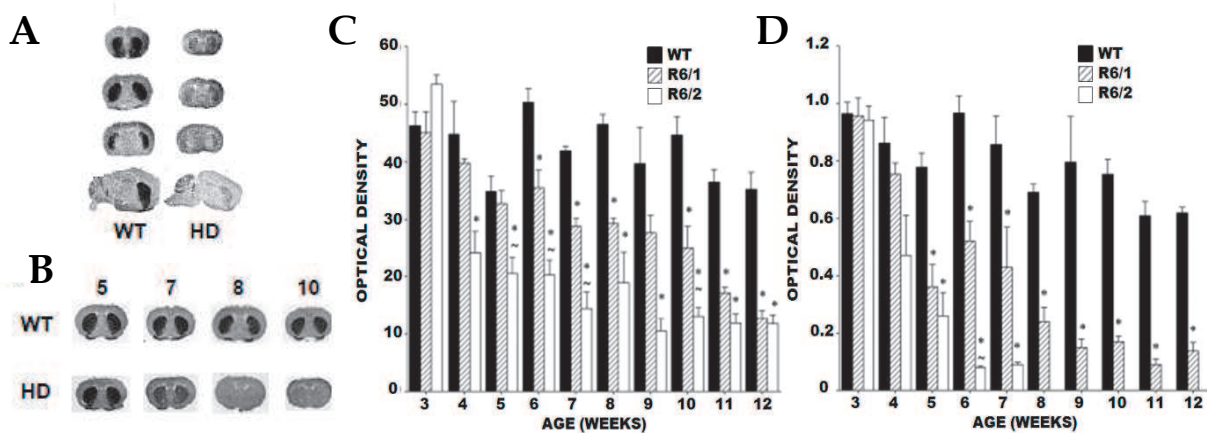 A
WT HD
B
5 7 8 10
WT
HD
C
60
50
40
30
20
10
0
OPTICAL DENSITY
WT
R6/1
R6/2
* * * * * * * * * * * * * * *
~ ~ ~ ~
3 4 5 6 7 8 9 10 11 12
AGE (WEEKS)
D
1.2
1.0
0.8
0.6
0.4
0.2
0
OPTICAL DENSITY
WT
R6/1
R6/2
* * * * * * * * * * *
~
3 4 5 6 7 8 9 10 11 12
AGE (WEEKS)